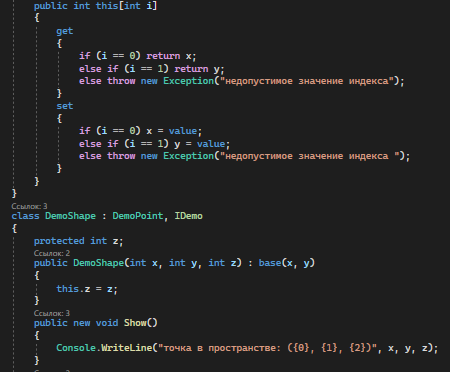 public int this[int i]
{
get
{
if (i == 0) return x;
else if (i == 1) return y;
else throw new Exception("недопустимое значение индекса");
}
set
{
if (i == 0) x = value;
else if (i == 1) y = value;
else throw new Exception("недопустимое значение индекса ");
}
}
}
Ссылок: 3
class DemoShape : DemoPoint, IDemo
{
protected int z;
Ссылок: 2
public DemoShape(int x, int y, int z) : base(x, y)
{
this.z = z;
}
Ссылок: 3
public new void Show()
{
Console.WriteLine("точка в пространстве: ({0}, {1}, {2})", x, y, z);
}